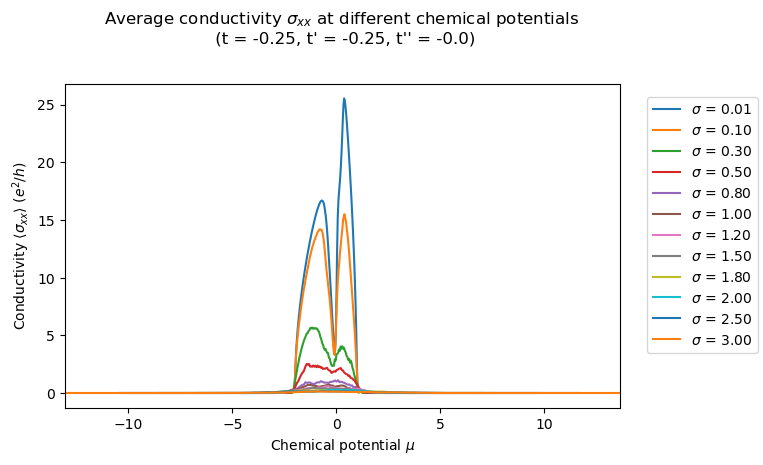 Average conductivity σxx at different chemical potentials
(t = -0.25, t' = -0.25, t'' = -0.0)
Conductivity ⟨σxx⟩ (e²/h)
25
20
15
10
5
0
−10
−5
0
5
10
Chemical potential μ
σ = 0.01
σ = 0.10
σ = 0.30
σ = 0.50
σ = 0.80
σ = 1.00
σ = 1.20
σ = 1.50
σ = 1.80
σ = 2.00
σ = 2.50
σ = 3.00